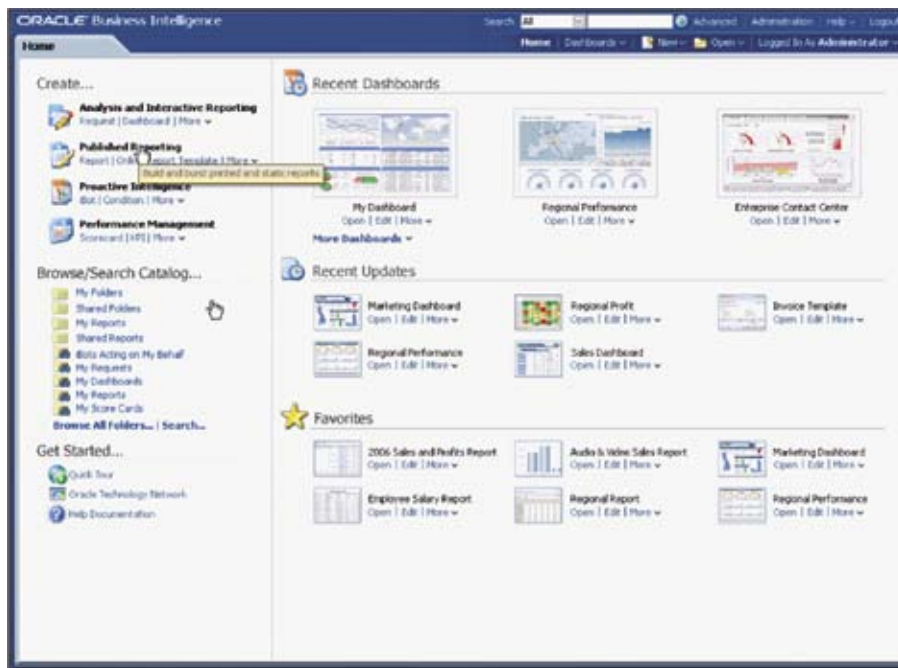 ORACLE Business Intelligence
Search All Advanced Administration Help Logout
Home
Home Dashboards New Open Logged In As Administrator
Create...
Analysis and Interactive Reporting
Request | Dashboard | More
Published Reporting
Report | Report Template | More
Build and burst printed and static reports
Proactive Intelligence
iBot | Condition | More
Performance Management
Scorecard | KPI | More
Browse/Search Catalog...
My Folders
Shared Folders
My Reports
Shared Reports
iBots Acting on My Behalf
My Requests
My Dashboards
My Reports
My Score Cards
Browse All Folders... | Search...
Get Started...
Quick Tour
Oracle Technology Network
Help Documentation
Recent Dashboards
My Dashboard
Open | Edit | More
Regional Performance
Open | Edit | More
Enterprise Contact Center
Open | Edit | More
More Dashboards
Recent Updates
Marketing Dashboard
Open | Edit | More
Regional Profit
Open | Edit | More
Invoice Template
Open | Edit | More
Regional Performance
Open | Edit | More
Sales Dashboard
Open | Edit | More
Favorites
2006 Sales and Profits Report
Open | Edit | More
Audio & Video Sales Report
Open | Edit | More
Marketing Dashboard
Open | Edit | More
Employee Salary Report
Open | Edit | More
Regional Report
Open | Edit | More
Regional Performance
Open | Edit | More